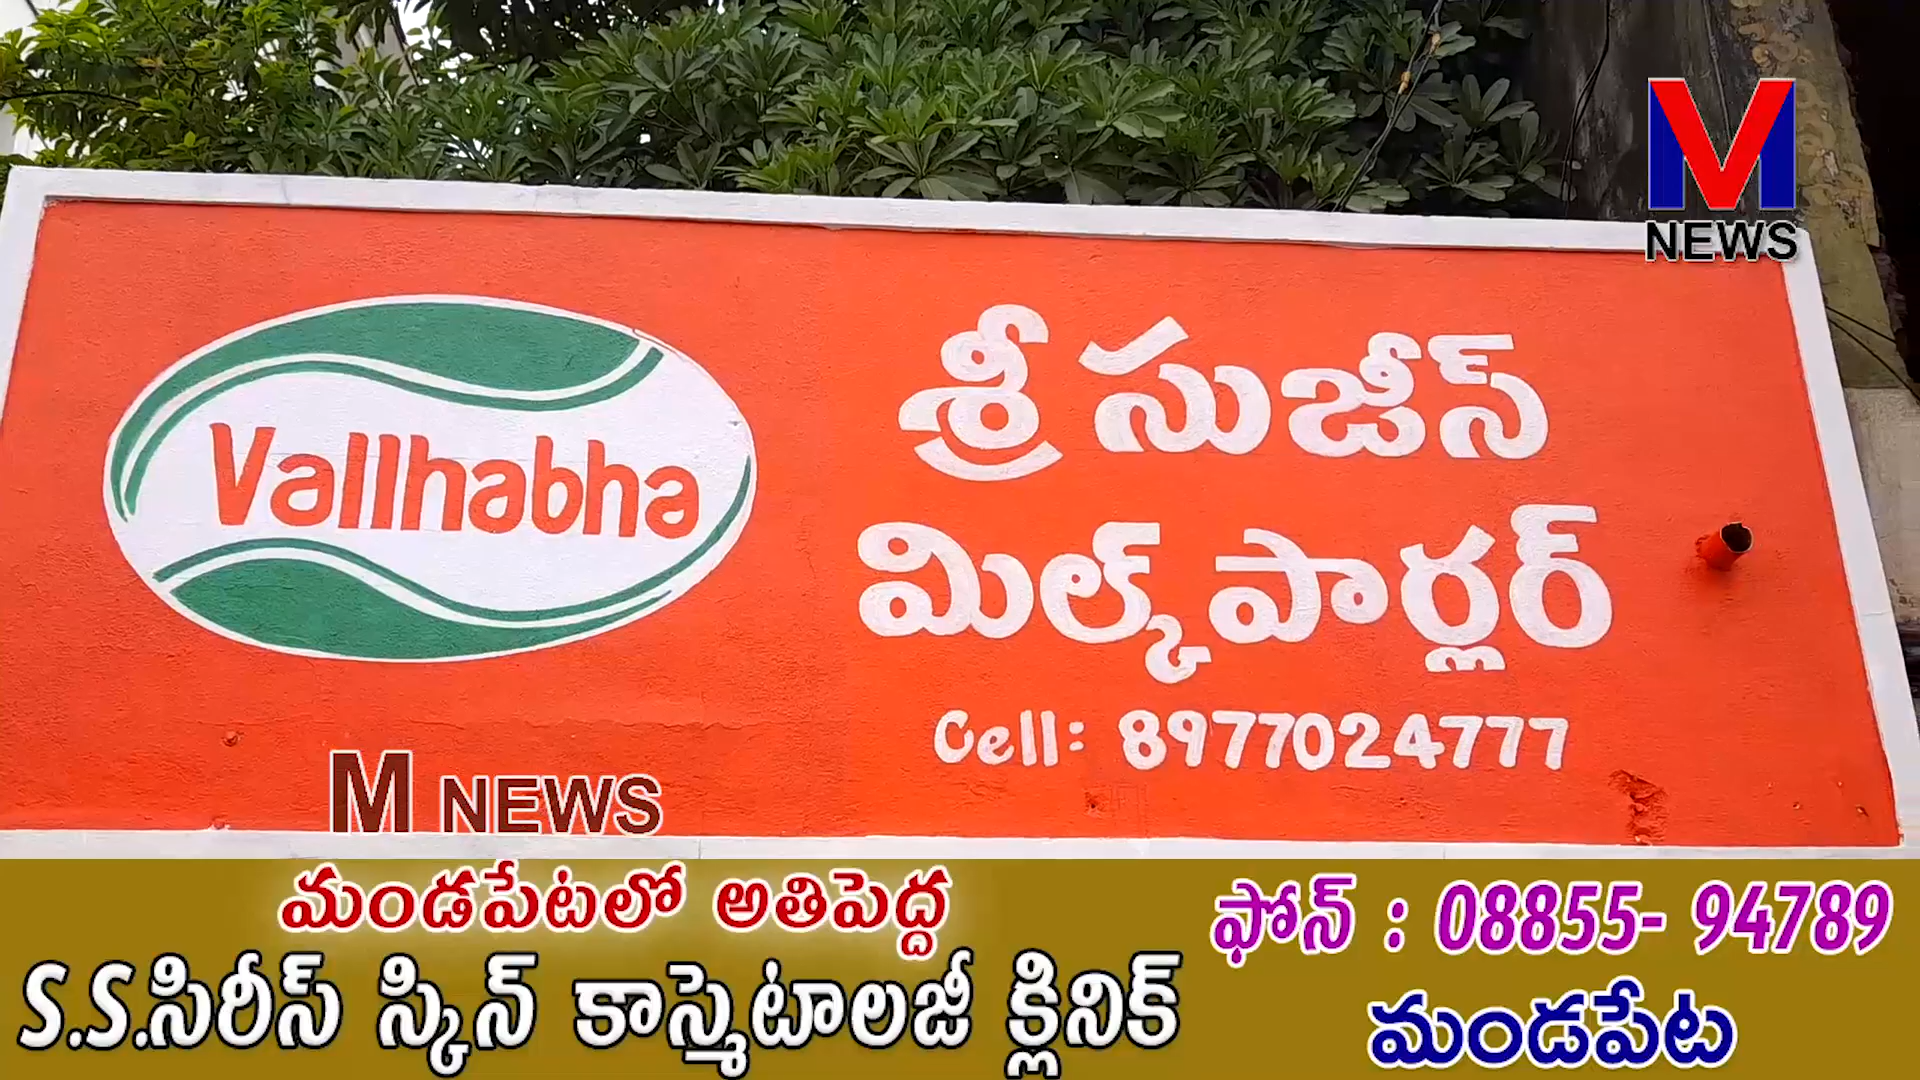 M
NEWS
Vallhabha
శ్రీ సుజీస్
మిల్క్ పార్లర్
Cell: 8977024777
M NEWS
మండపేటలో అతిపెద్ద
S.S.సిరీస్ స్కిన్ కాస్మెటాలజీ క్లినిక్
ఫోన్ : 08855- 94789
మండపేట